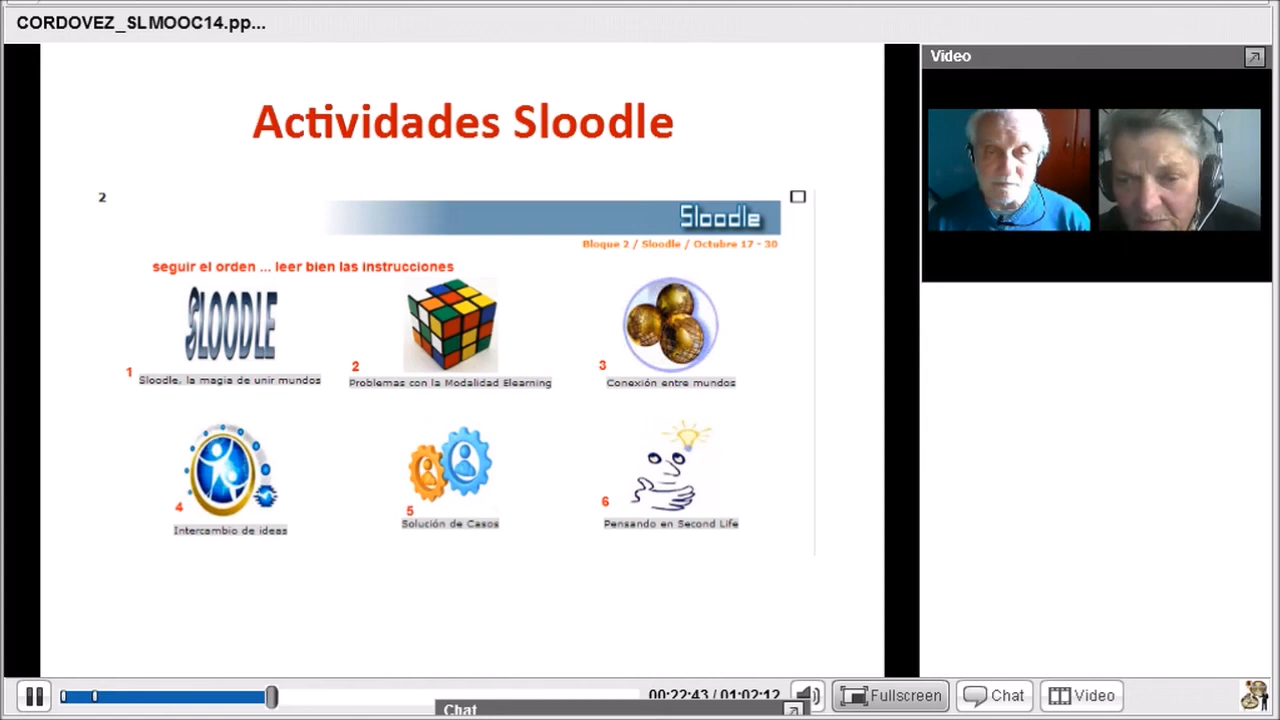 CORDOVEZ_SLMOOC14.pp...
Video
Actividades Sloodle
2
Sloodle
Bloque 2 / Sloodle / Octubre 17 - 30
seguir el orden ... leer bien las instrucciones
SLOODLE
1
Sloodle, la magia de unir mundos
2
Problemas con la Modalidad Elearning
3
Conexión entre mundos
4
Intercambio de ideas
5
Solución de Casos
6
Pensando en Second Life
00:22:43 / 01:02:12
Fullscreen
Chat
Video
Chat